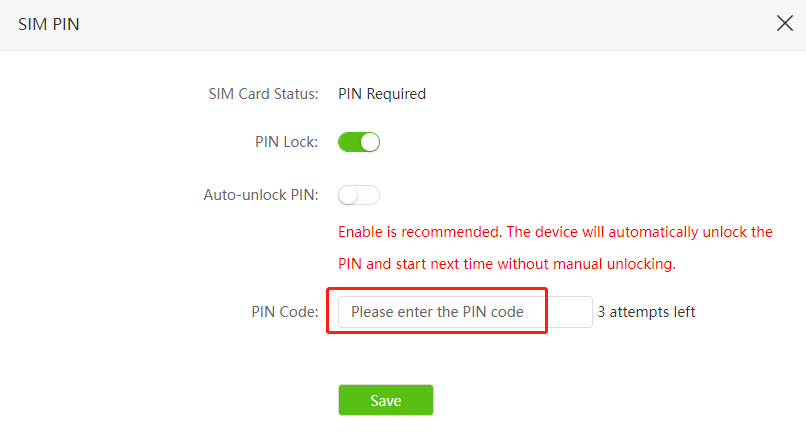 SIM PIN
SIM Card Status: PIN Required
PIN Lock:
Auto-unlock PIN:
Enable is recommended. The device will automatically unlock the
PIN and start next time without manual unlocking.
PIN Code: Please enter the PIN code 3 attempts left
Save